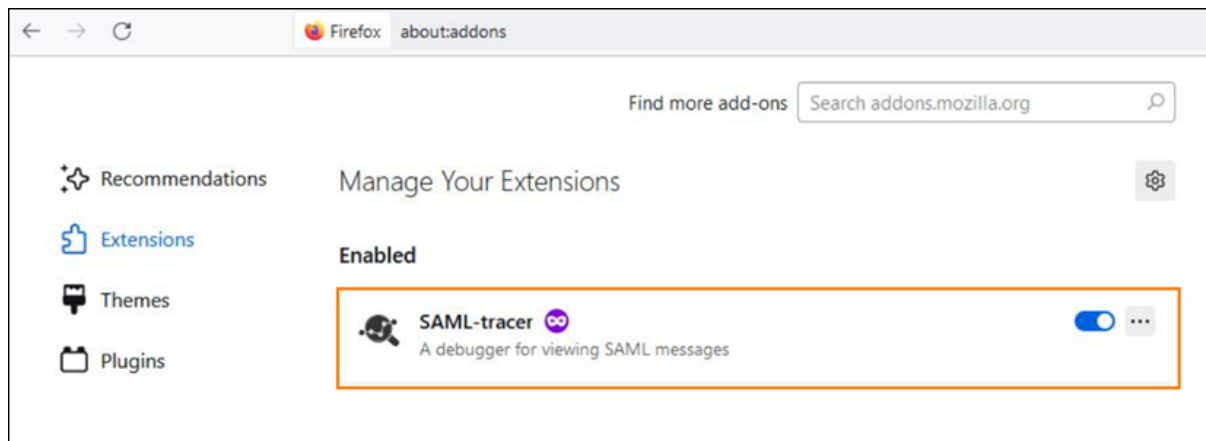 Firefox about:addons
Find more add-ons Search addons.mozilla.org
Recommendations
Manage Your Extensions
Extensions
Enabled
Themes
SAML-tracer
A debugger for viewing SAML messages
Plugins